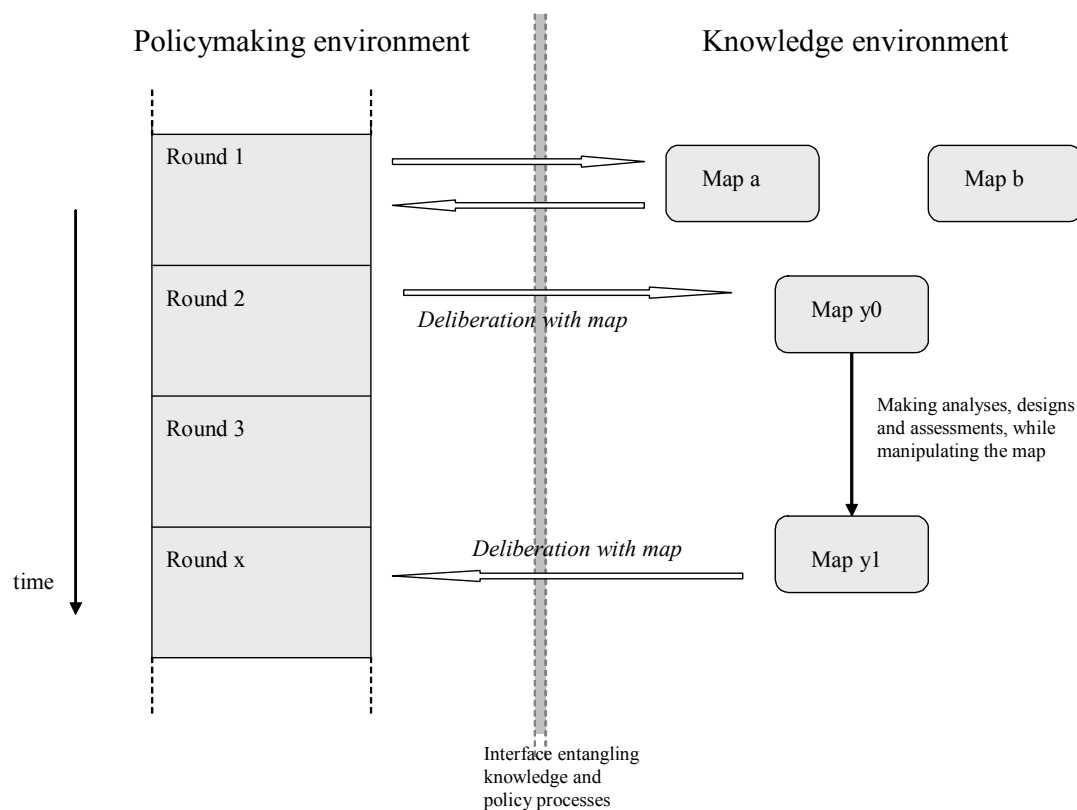 Policymaking environment
Knowledge environment
Round 1
Map a
Map b
Round 2
Deliberation with map
Map y0
Round 3
Making analyses, designs
and assessments, while
manipulating the map
Round x
Deliberation with map
Map y1
time
Interface entangling
knowledge and
policy processes